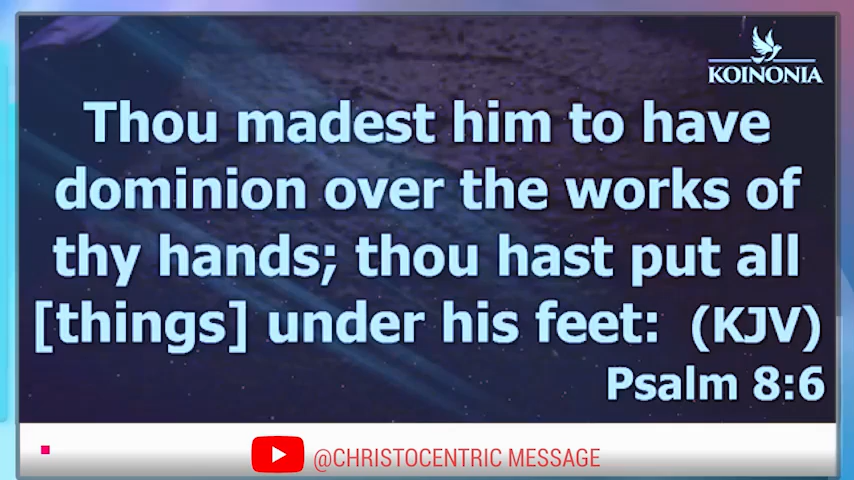 KOINONIA
Thou madest him to have
dominion over the works of
thy hands; thou hast put all
[things] under his feet: (KJV)
Psalm 8:6
@CHRISTOCENTRIC MESSAGE